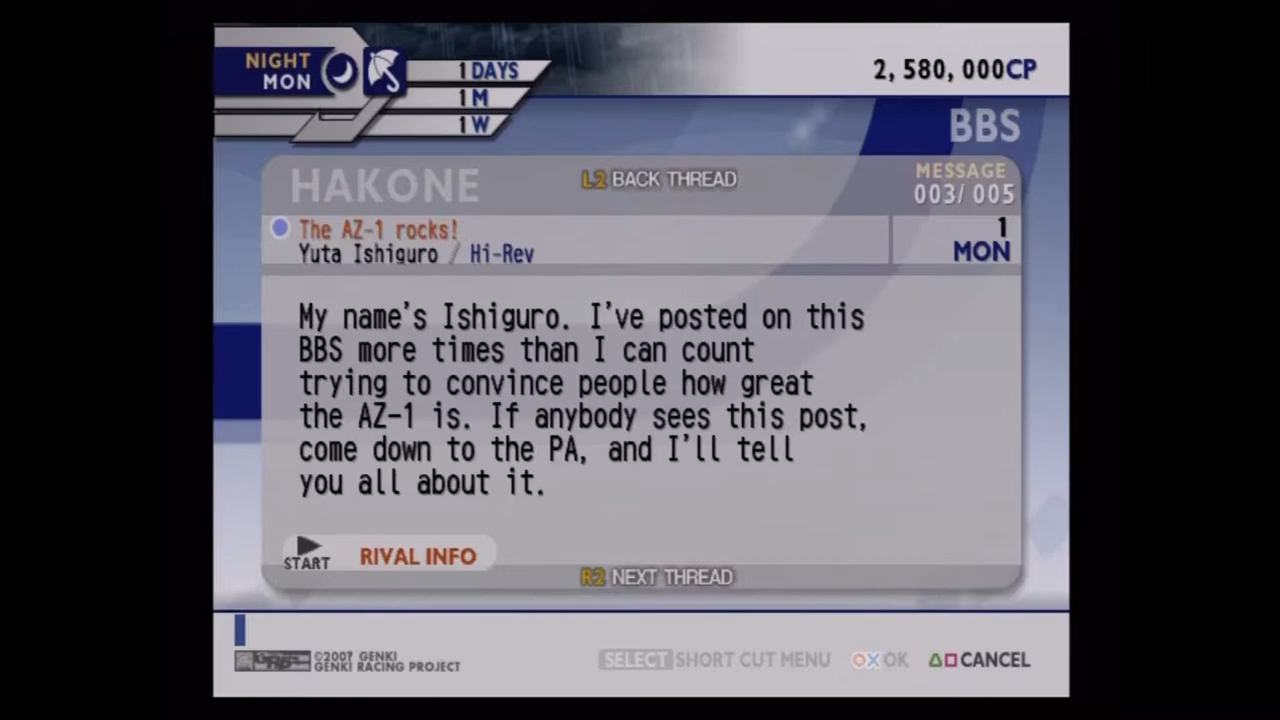 NIGHT
MON
1 DAYS
1 M
1 W
2,580,000CP
BBS
HAKONE
L2 BACK THREAD
MESSAGE
003/005
The AZ-1 rocks!
Yuta Ishiguro / Hi-Rev
1
MON
My name's Ishiguro. I've posted on this
BBS more times than I can count
trying to convince people how great
the AZ-1 is. If anybody sees this post,
come down to the PA, and I'll tell
you all about it.
START
RIVAL INFO
R2 NEXT THREAD
©2007 GENKI
GENKI RACING PROJECT
SELECT SHORT CUT MENU
OK
CANCEL